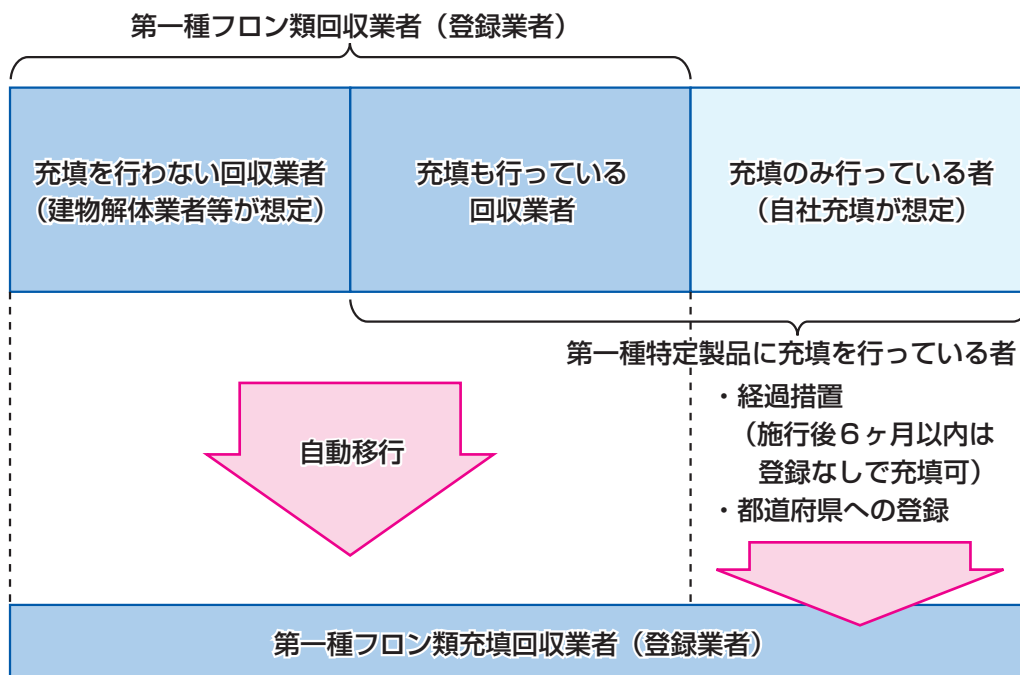 第一種フロン類回収業者（登録業者）
充填を行わない回収業者
（建物解体業者等が想定）
充填も行っている
回収業者
充填のみ行っている者
（自社充填が想定）
第一種特定製品に充填を行っている者
・経過措置
（施行後６ヶ月以内は
登録なしで充填可）
・都道府県への登録
自動移行
第一種フロン類充填回収業者（登録業者）